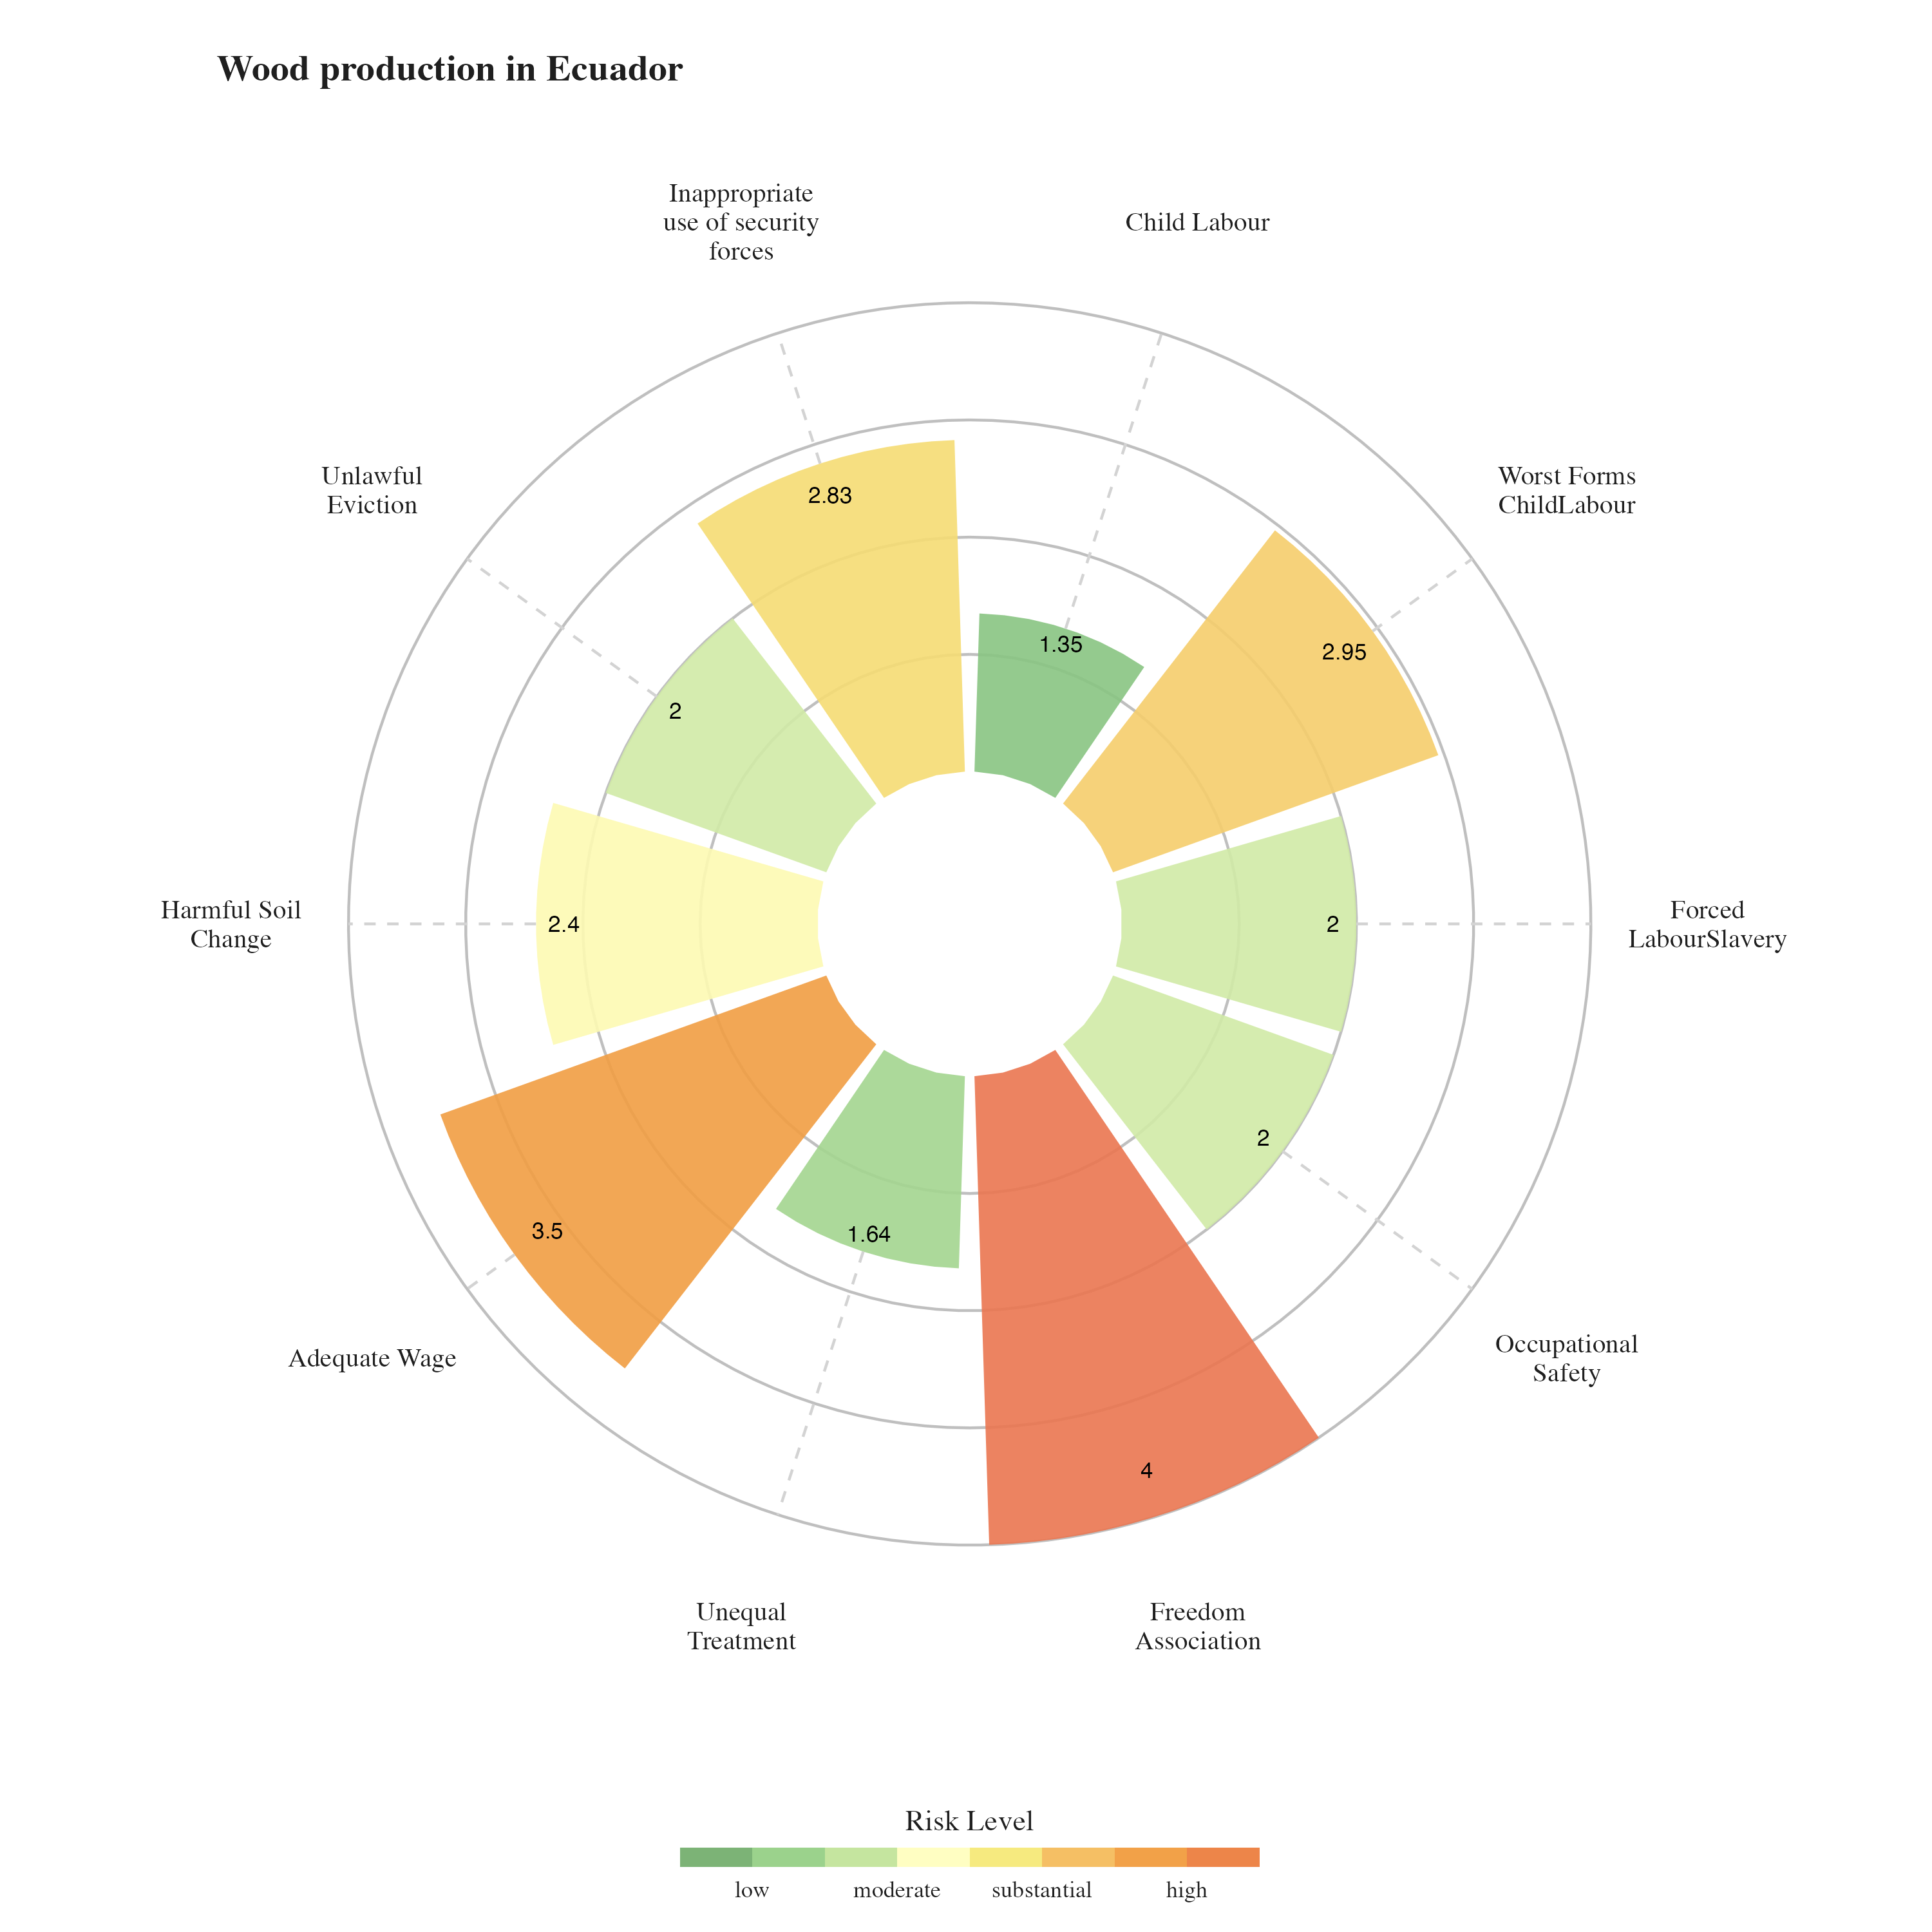 Wood production in Ecuador
Inappropriate
use of security
forces
Child Labour
Unlawful
Eviction
Worst Forms
ChildLabour
2.83
1.35
2.95
2
Harmful Soil
Change
2.4
2
Forced
LabourSlavery
2
3.5
1.64
Adequate Wage
Occupational
Safety
4
Unequal
Treatment
Freedom
Association
Risk Level
low moderate substantial high